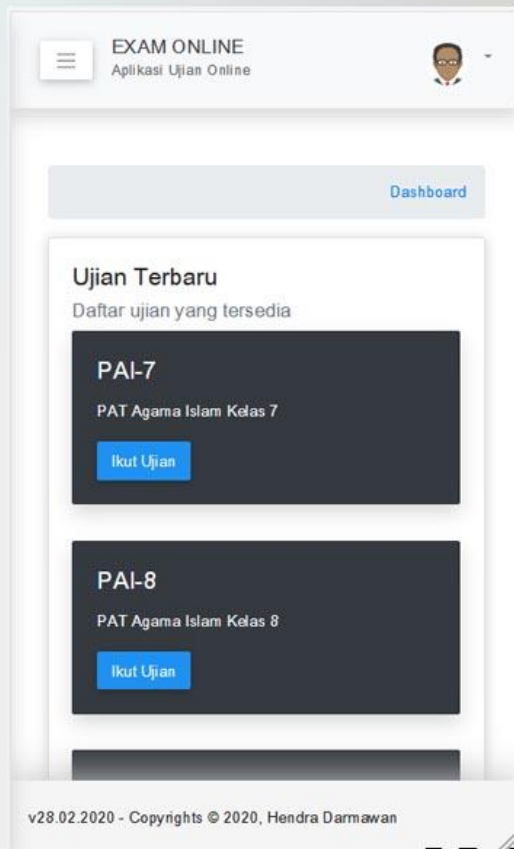 EXAM ONLINE
Aplikasi Ujian Online
Dashboard
Ujian Terbaru
Daftar ujian yang tersedia
PAI-7
PAT Agama Islam Kelas 7
Ikut Ujian
PAI-8
PAT Agama Islam Kelas 8
Ikut Ujian
v28.02.2020 - Copyrights © 2020, Hendra Darmawan